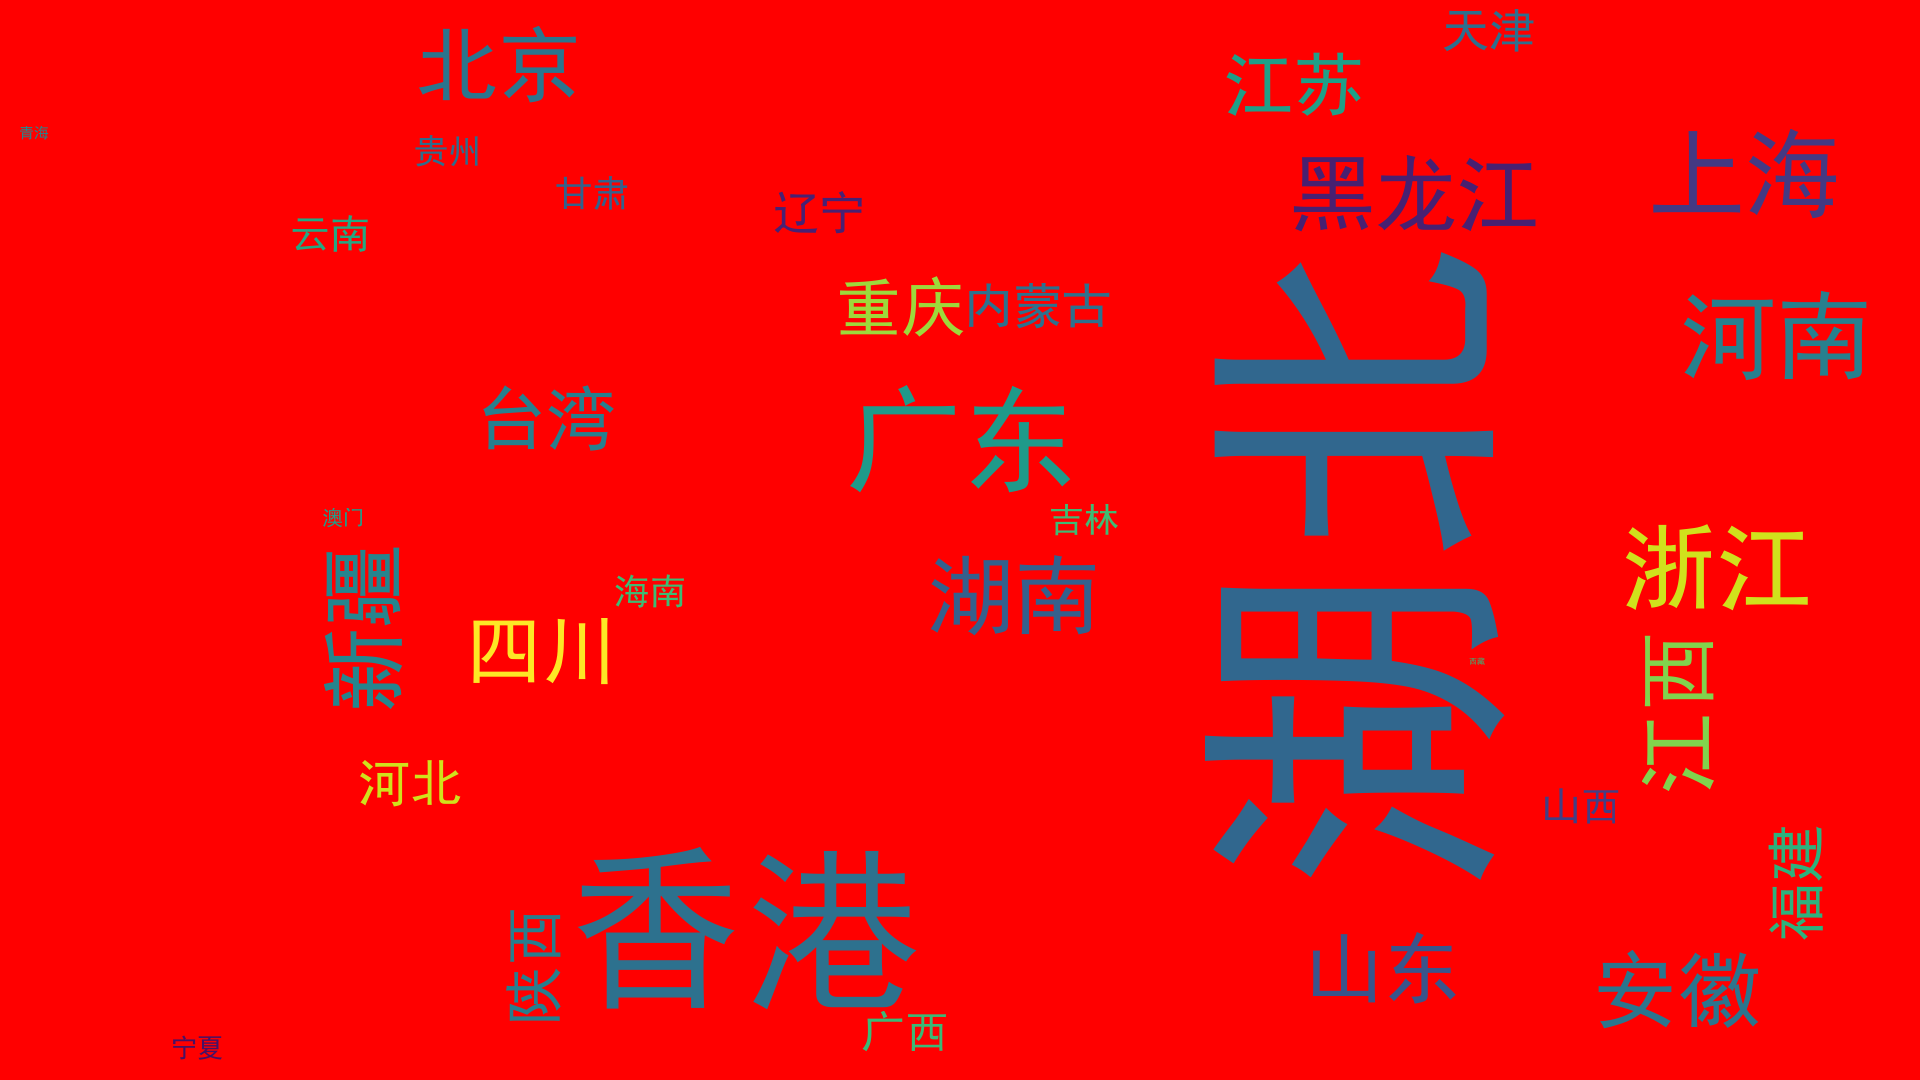 天津
北京
江苏
青海
贵州
上海
黑龙江
甘肃
辽宁
云南
重庆
内蒙古
河南
台湾
广东
湖北
澳门
吉林
浙江
新疆
海南
湖南
四川
西藏
江西
河北
山西
福建
香港
陕西
山东
安徽
广西
宁夏